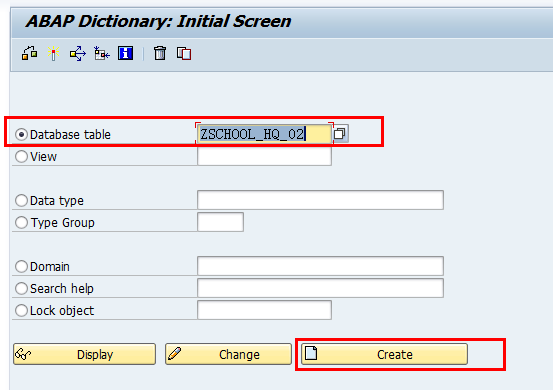 ABAP Dictionary: Initial Screen
Database table ZSCHOOL_HQ_02
View
Data type
Type Group
Domain
Search help
Lock object
Display Change Create